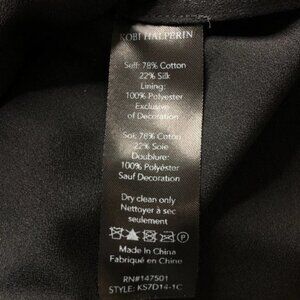 KOBI HALPERIN
Self: 78% Cotton
22% Silk
Lining:
100% Polyester
Exclusive
of Decoration
Soi: 78% Coton
22% Soie
Doublure:
100% Polyéster
Sauf Decoration
Dry clean only
Nettoyer à sec
seulement
P
Made in China
Fabriqué en Chine
RN#147501
STYLE: KS7D14-1C